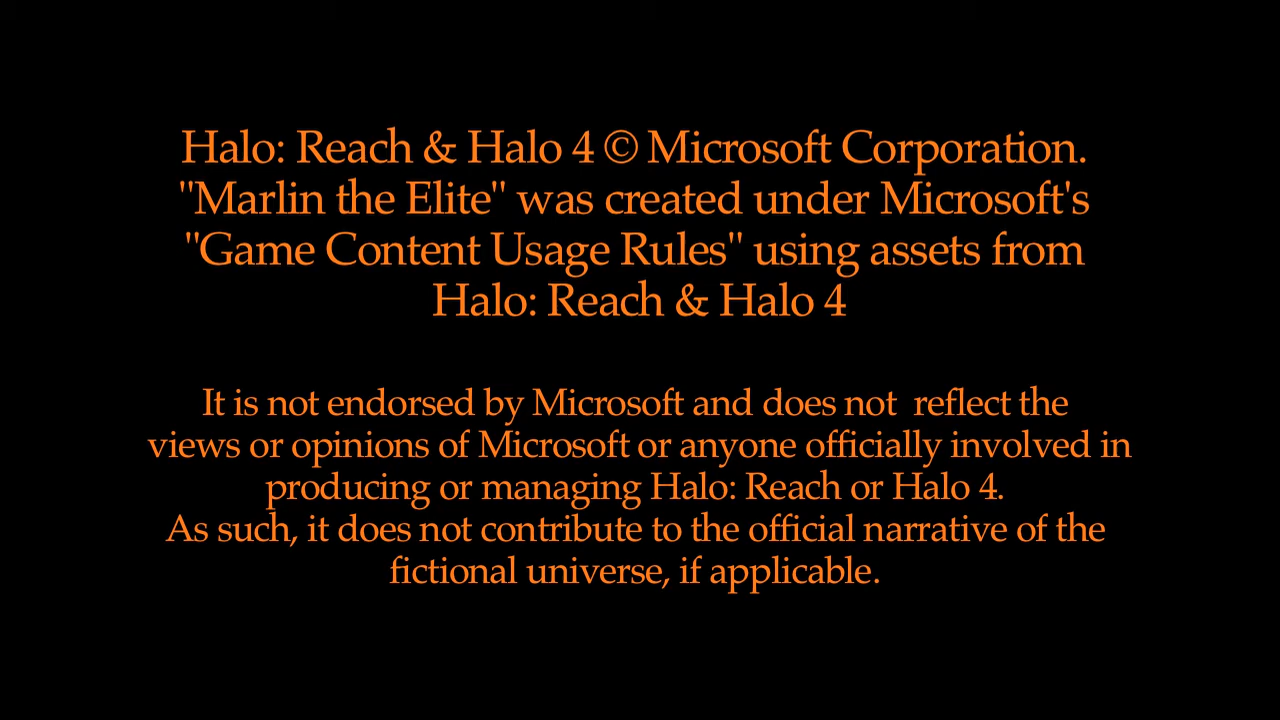 Halo: Reach & Halo 4 © Microsoft Corporation.
"Marlin the Elite" was created under Microsoft's
"Game Content Usage Rules" using assets from
Halo: Reach & Halo 4
It is not endorsed by Microsoft and does not  reflect the
views or opinions of Microsoft or anyone officially involved in
producing or managing Halo: Reach or Halo 4.
As such, it does not contribute to the official narrative of the
fictional universe, if applicable.